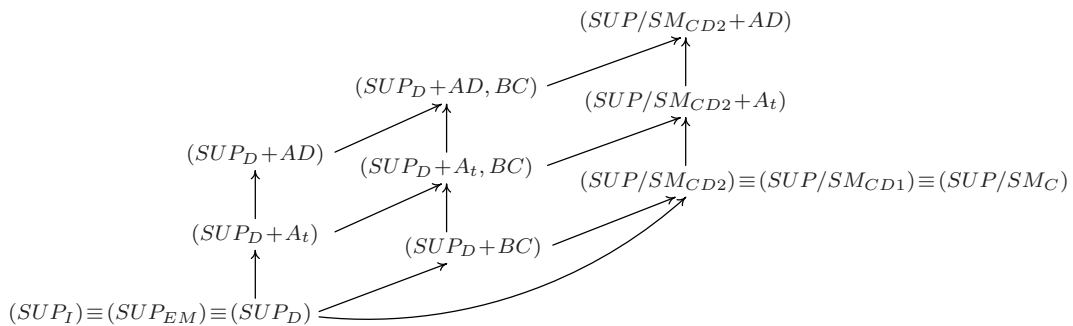 (SUP/SM_{CD2}+AD)
(SUP_D+AD, BC)
(SUP/SM_{CD2}+A_t)
(SUP_D+AD)
(SUP_D+A_t, BC)
(SUP/SM_{CD2})≡(SUP/SM_{CD1})≡(SUP/SM_C)
(SUP_D+A_t)
(SUP_D+BC)
(SUP_I)≡(SUP_{EM})≡(SUP_D)